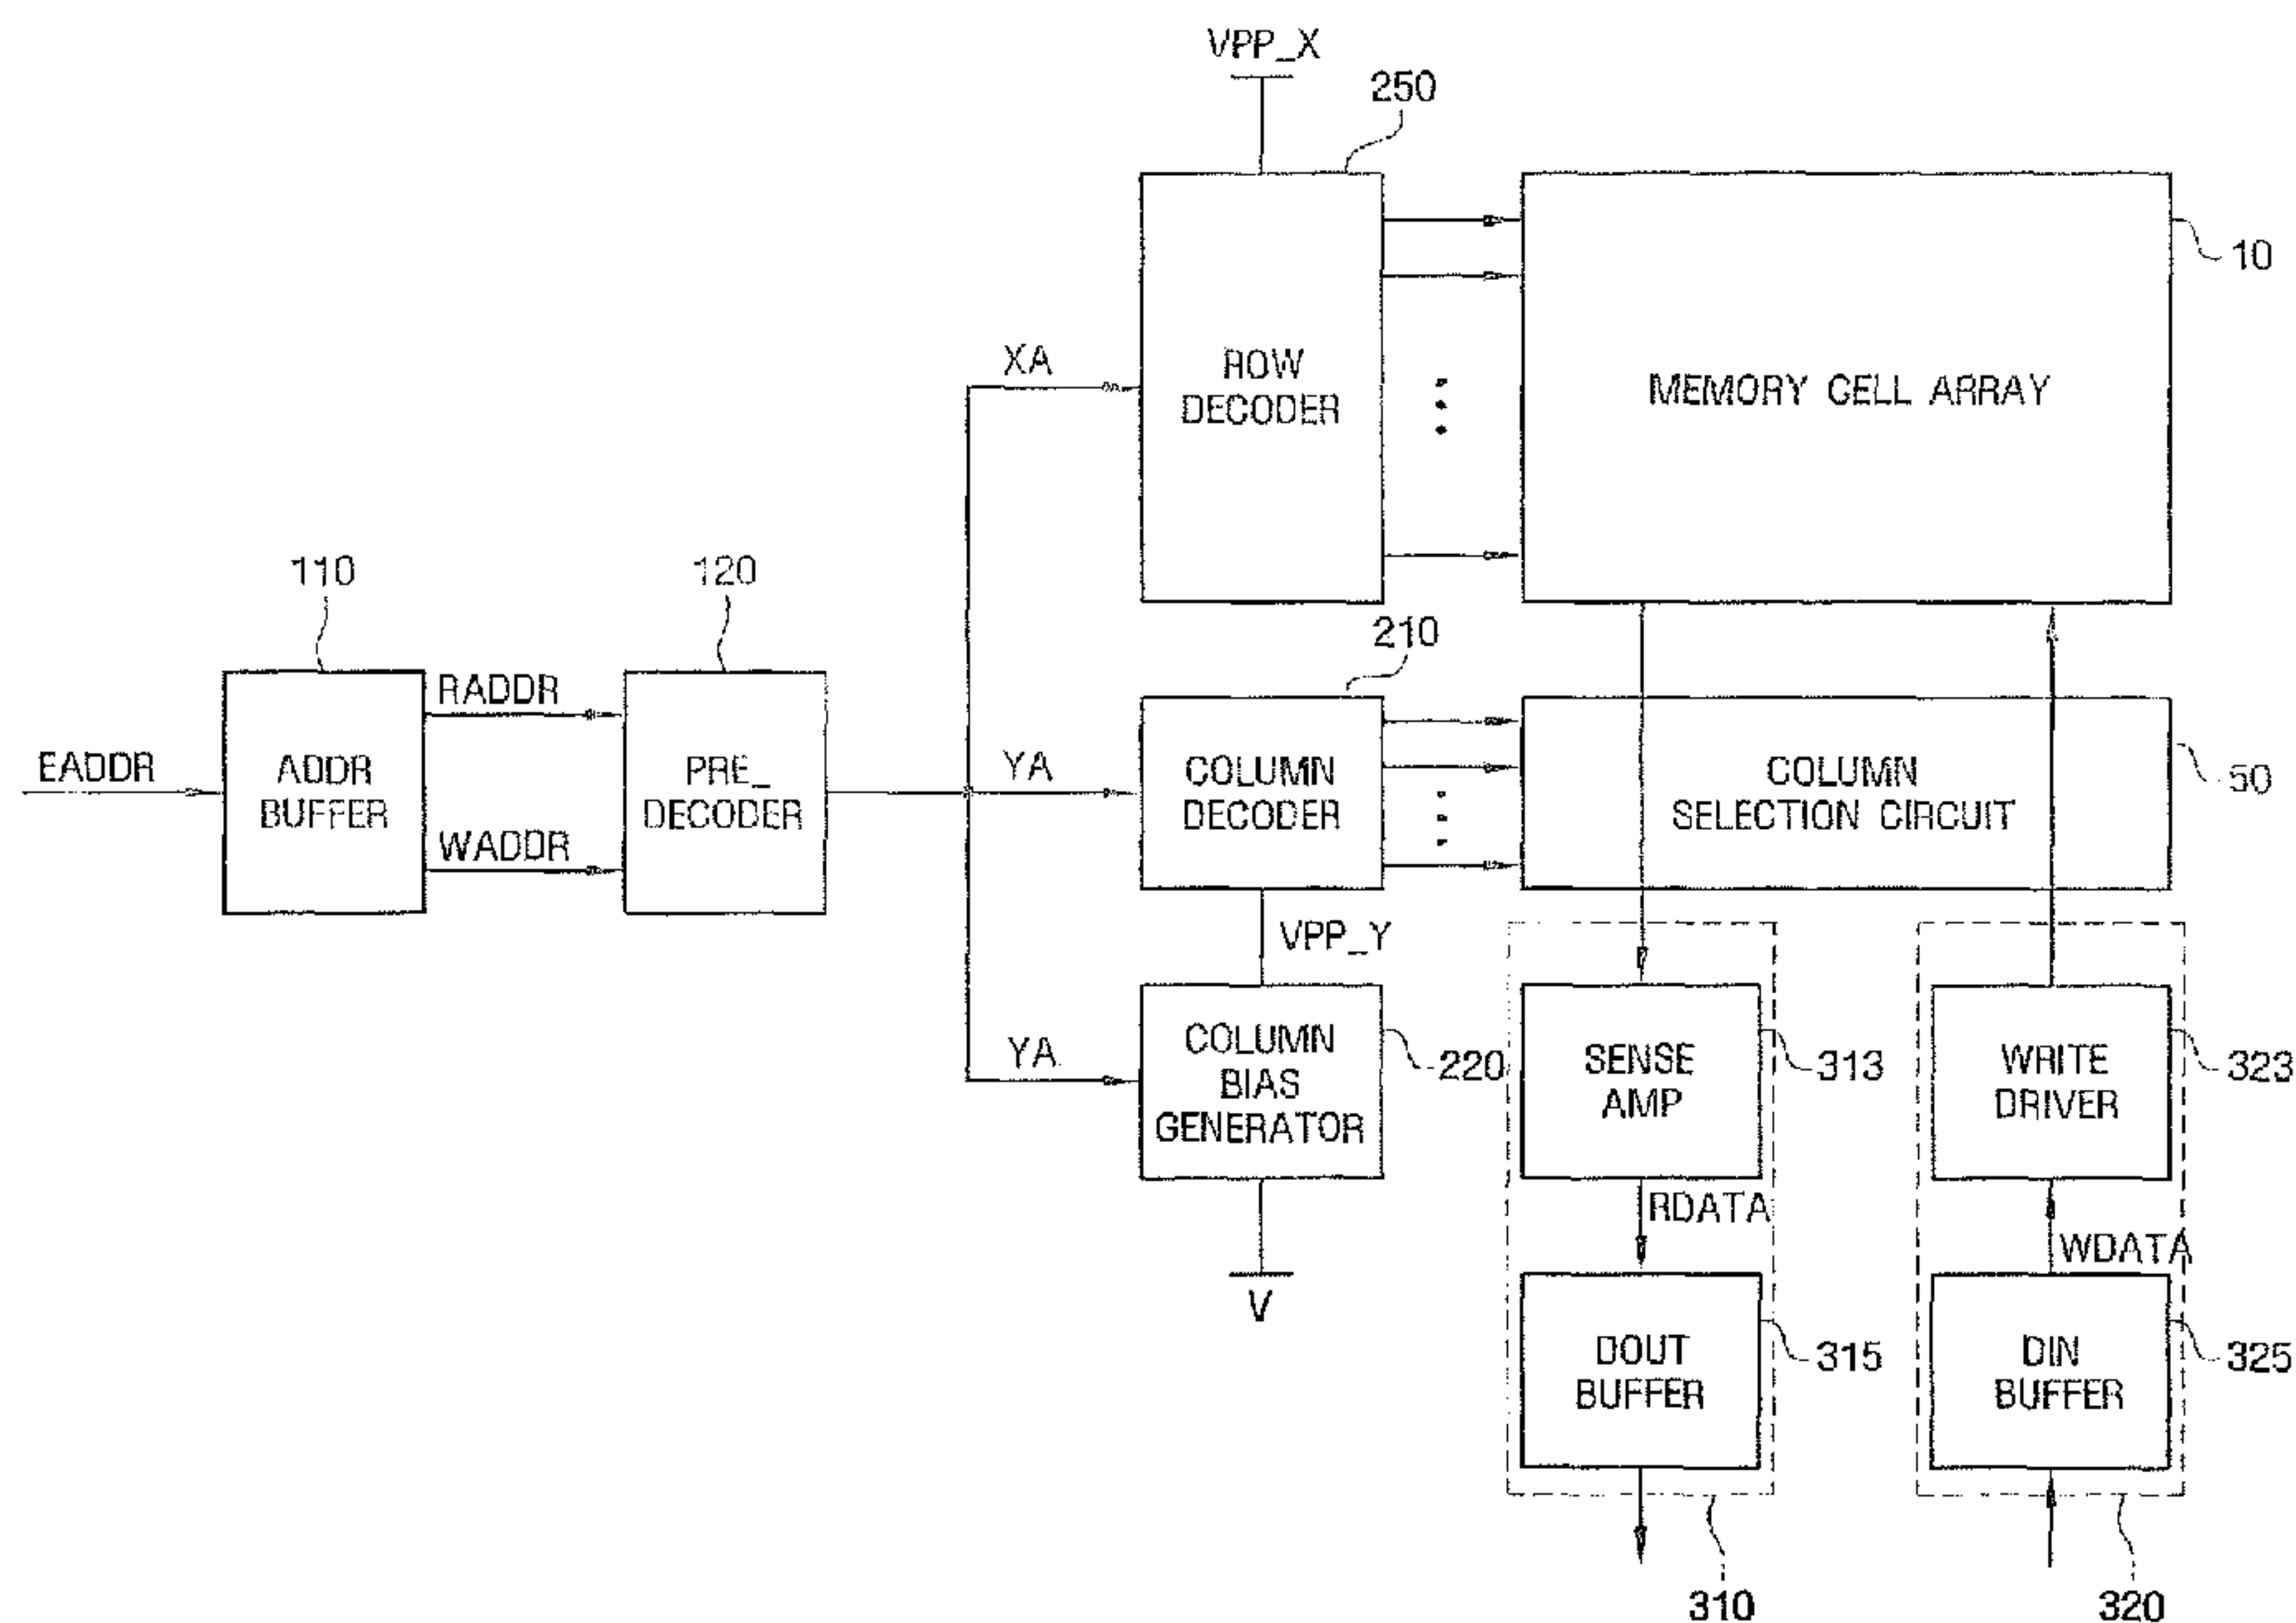 VPP_X
250
10
XA
ROW
DECODER
MEMORY CELL ARRAY
110
120
210
EADDR
ADDR
BUFFER
RADDR
WADDR
PRE_
DECODER
YA
COLUMN
DECODER
COLUMN
SELECTION CIRCUIT
50
VPP_Y
YA
COLUMN
BIAS
GENERATOR
220
SENSE
AMP
313
WRITE
DRIVER
323
RDATA
WDATA
V
DOUT
BUFFER
315
DIN
BUFFER
325
310
320